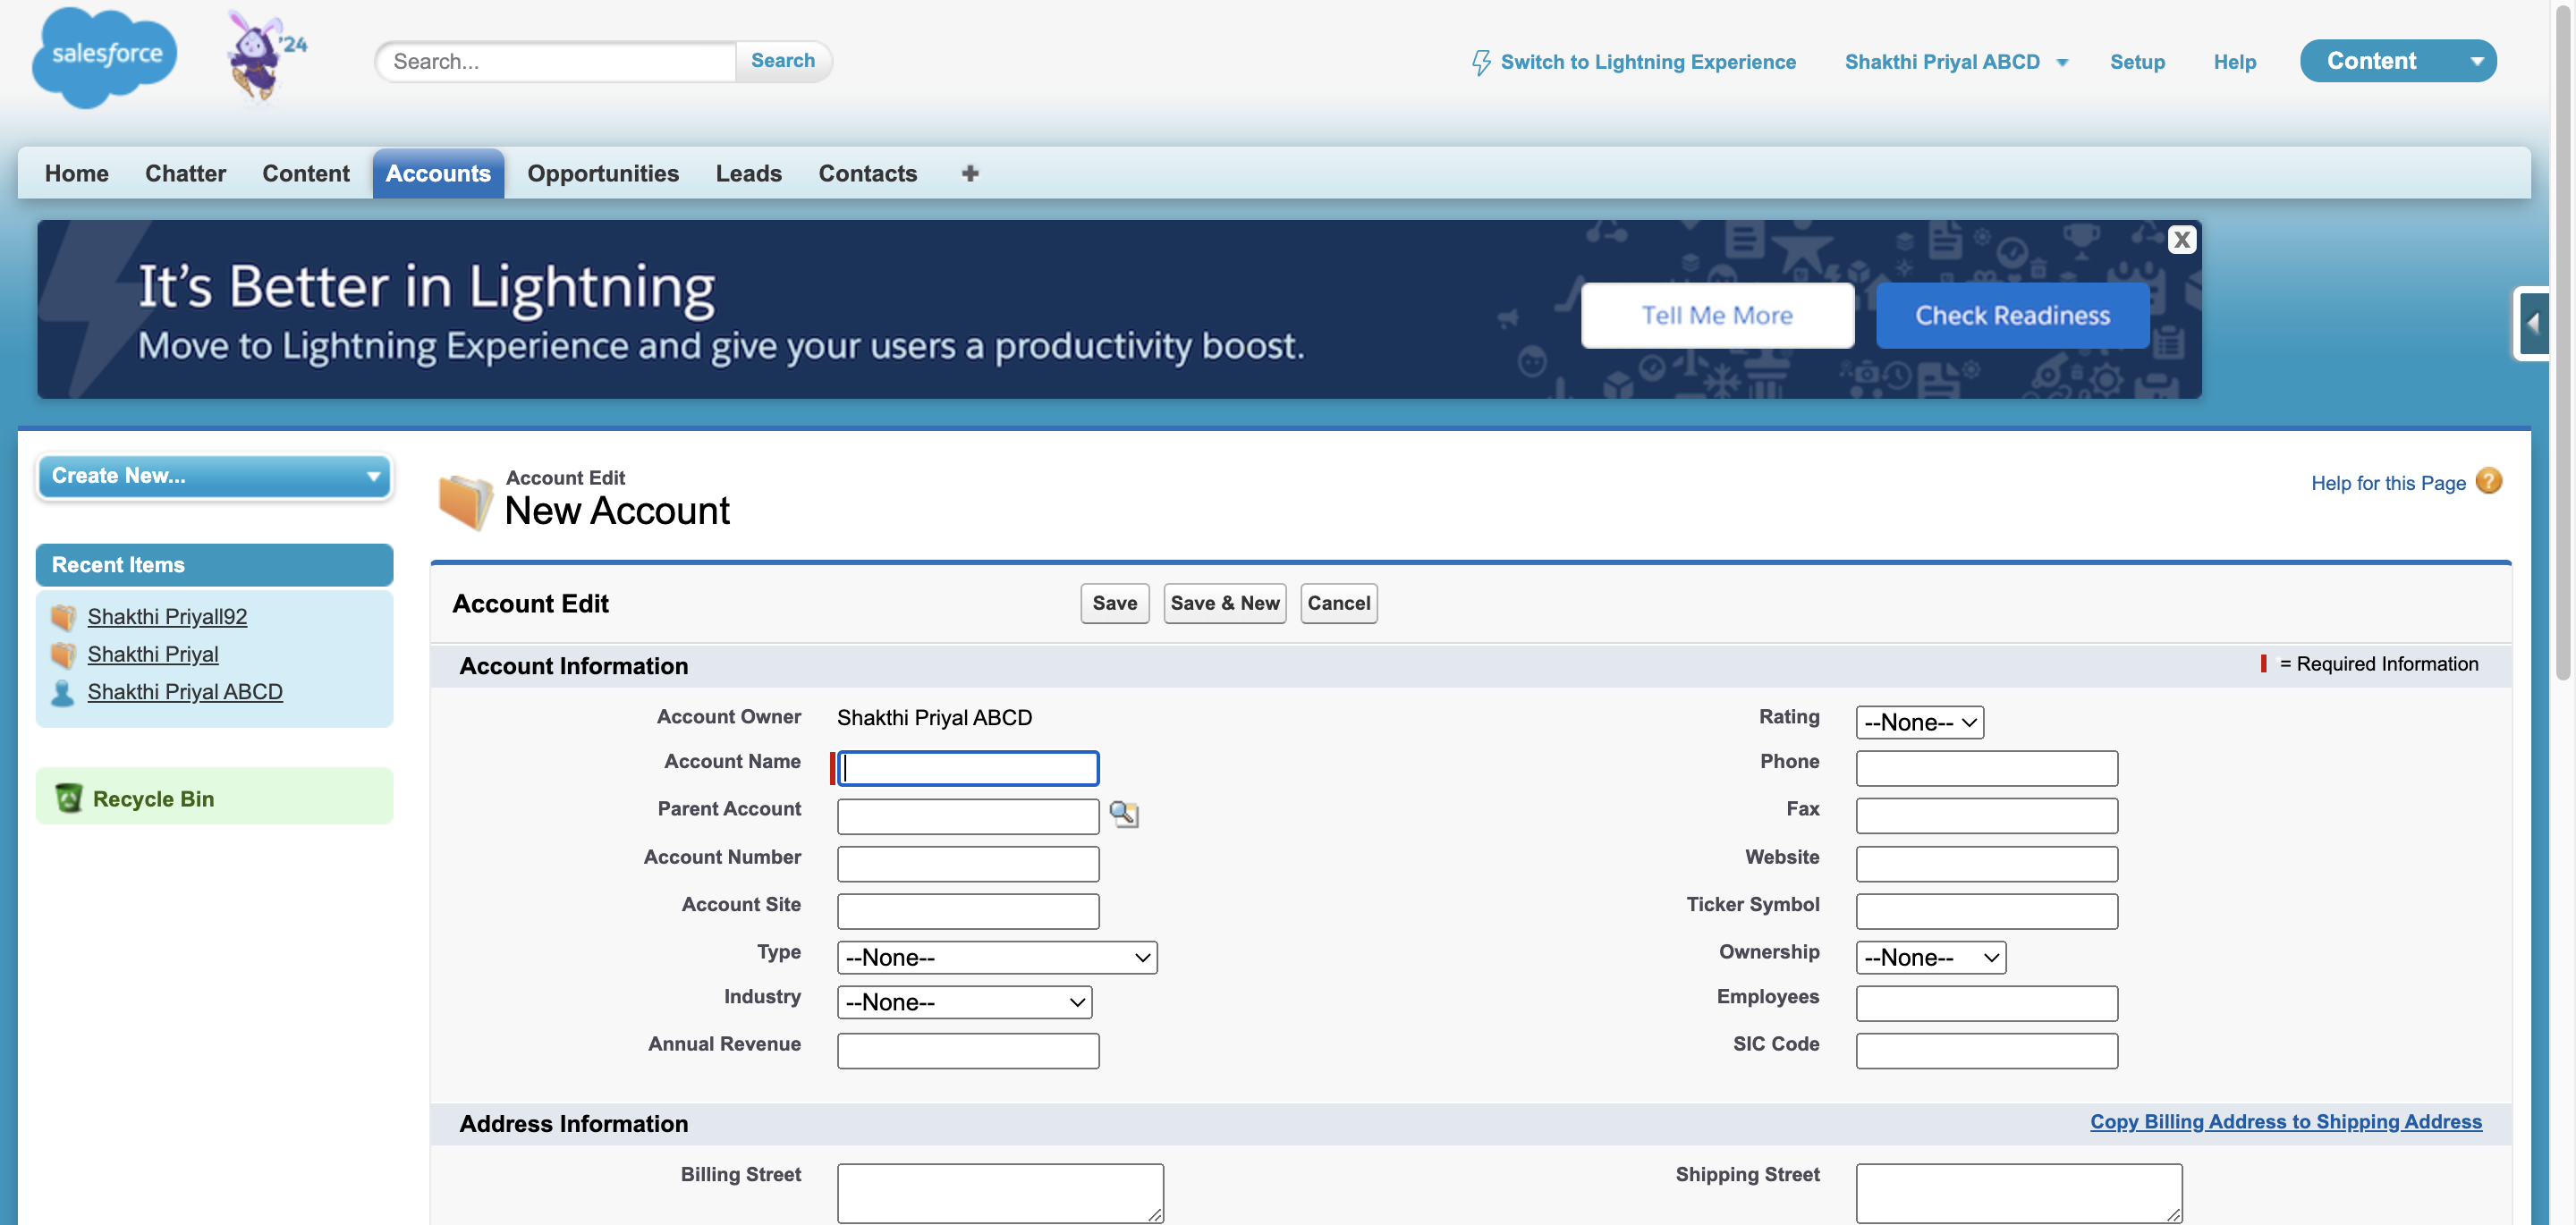 salesforce
'24
Search...
Search
Switch to Lightning Experience
Shakthi Priyal ABCD
Setup
Help
Content
Home
Chatter
Content
Accounts
Opportunities
Leads
Contacts
It's Better in Lightning
Move to Lightning Experience and give your users a productivity boost.
Tell Me More
Check Readiness
X
Create New...
Recent Items
Shakthi Priyall92
Shakthi Priyal
Shakthi Priyal ABCD
Recycle Bin
Account Edit
New Account
Help for this Page ?
Account Edit
Save
Save & New
Cancel
Account Information
= Required Information
Account Owner Shakthi Priyal ABCD
Rating --None--
Account Name
Phone
Parent Account
Fax
Account Number
Website
Account Site
Ticker Symbol
Type --None--
Ownership --None--
Industry --None--
Employees
Annual Revenue
SIC Code
Address Information
Copy Billing Address to Shipping Address
Billing Street
Shipping Street